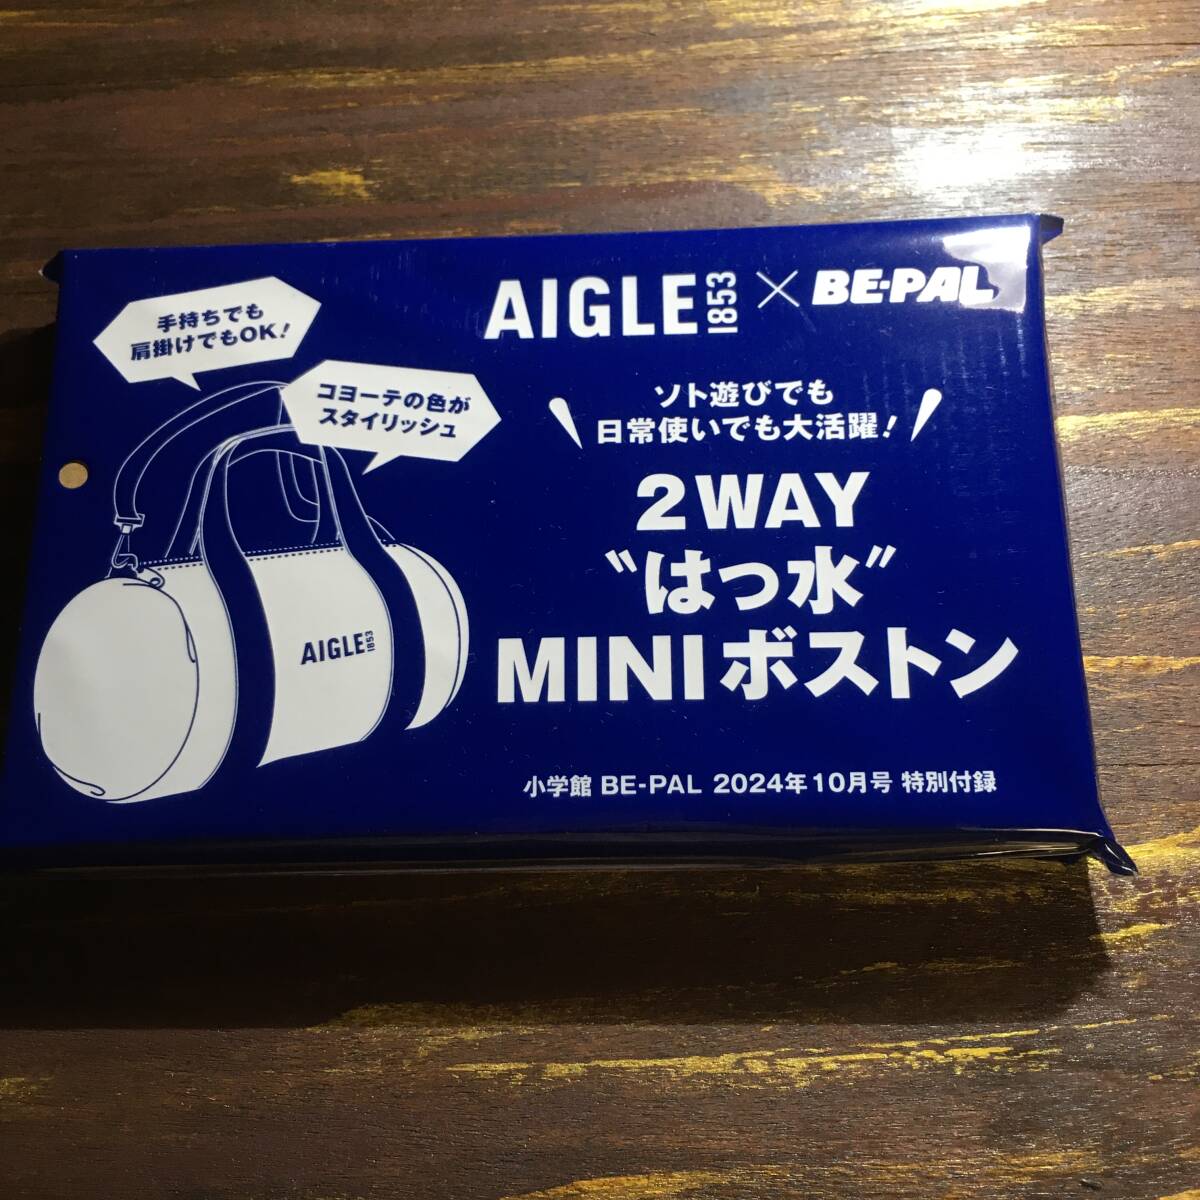 AIGLE 1853 × BE-PAL
手持ちでも
肩掛けでもOK!
コヨーテの色が
スタイリッシュ
ソト遊びでも
日常使いでも大活躍!
2WAY
〝はっ水〟
MINIボストン
AIGLE 1853
小学館 BE-PAL 2024年10月号 特別付録